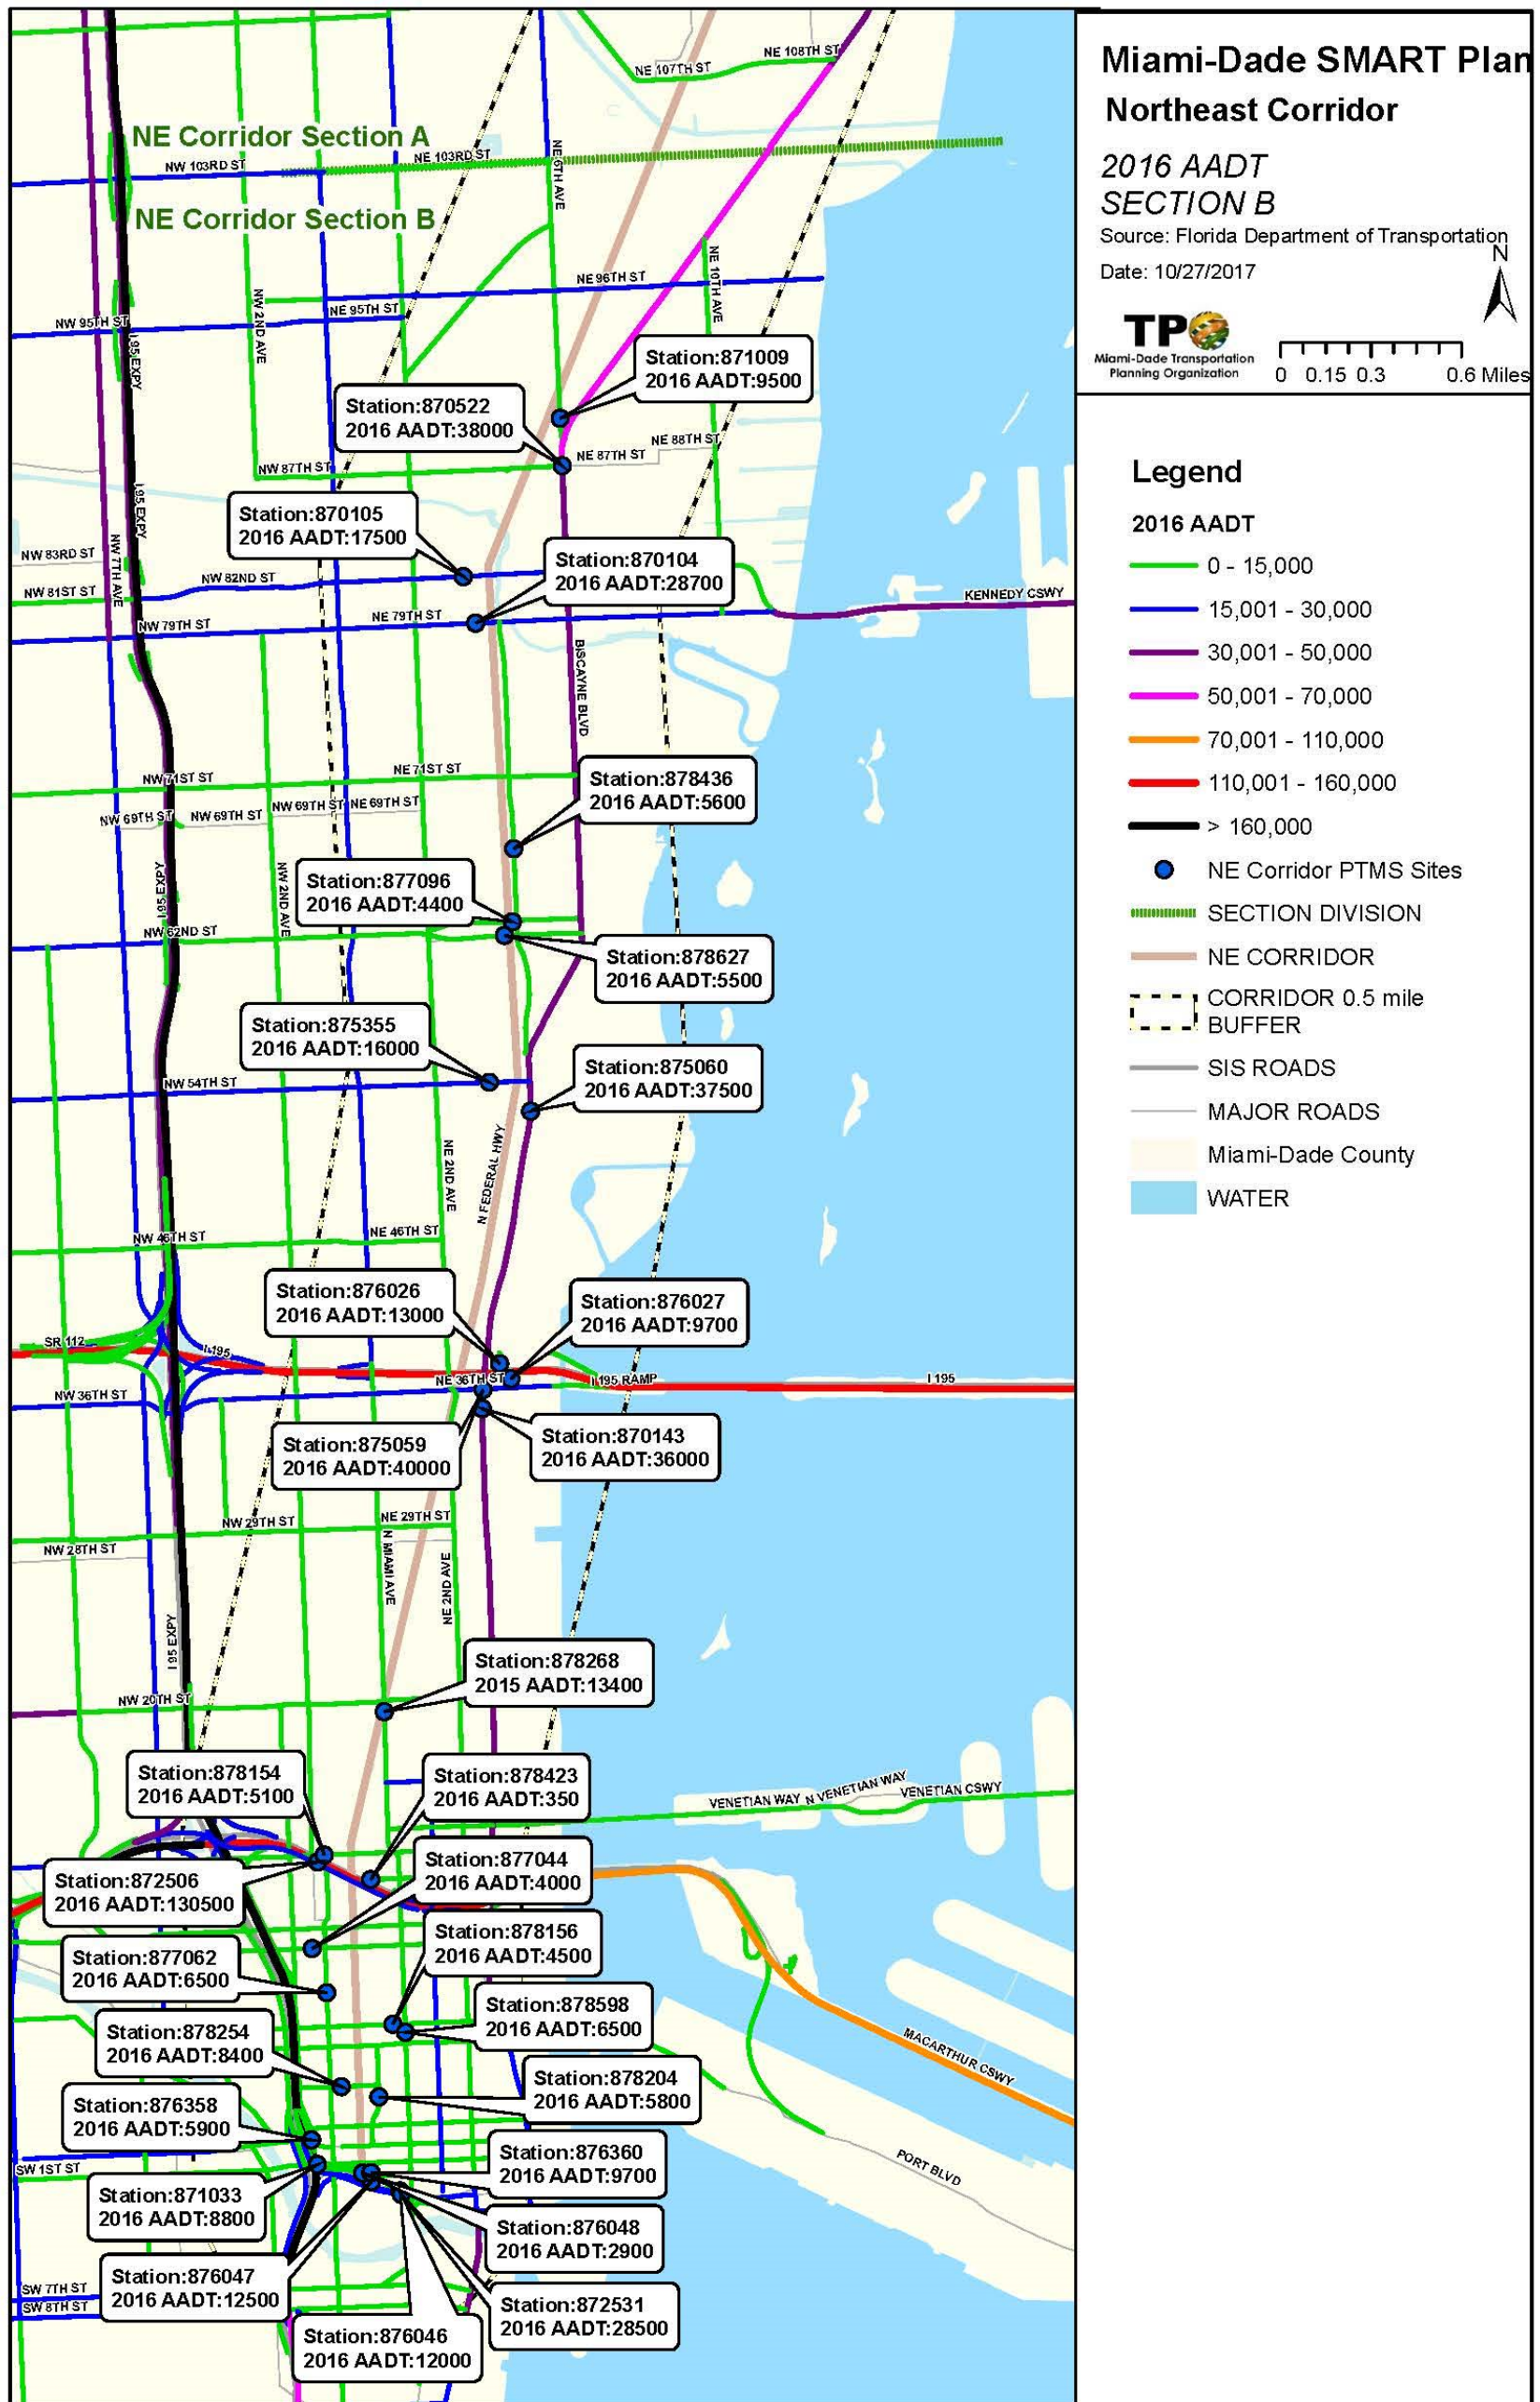 Miami-Dade SMART Plan
Northeast Corridor
2016 AADT
SECTION B
Source: Florida Department of Transportation
Date: 10/27/2017
N
TP
Miami-Dade Transportation
Planning Organization
0 0.15 0.3 0.6 Miles
Legend
2016 AADT
0 - 15,000
15,001 - 30,000
30,001 - 50,000
50,001 - 70,000
70,001 - 110,000
110,001 - 160,000
> 160,000
NE Corridor PTMS Sites
SECTION DIVISION
NE CORRIDOR
CORRIDOR 0.5 mile
BUFFER
SIS ROADS
MAJOR ROADS
Miami-Dade County
WATER
NE 108TH ST
NE 107TH ST
NE Corridor Section A
NE 103RD ST
NW 103RD ST
NE 6TH AVE
NE Corridor Section B
NE 96TH ST
NE 10TH AVE
NE 95TH ST
NW 95TH ST
NW 2ND AVE
I 95 EXPY
Station:871009
2016 AADT:9500
Station:870522
2016 AADT:38000
NE 88TH ST
NE 87TH ST
NW 87TH ST
I 95 EXPY
Station:870105
2016 AADT:17500
Station:870104
2016 AADT:28700
NW 83RD ST
NW 7TH AVE
NW 82ND ST
NW 81ST ST
KENNEDY CSWY
NE 79TH ST
NW 79TH ST
BISCAYNE BLVD
NE 71ST ST
NW 71ST ST
Station:878436
2016 AADT:5600
NW 69TH ST
NW 69TH ST
NW 69TH ST
NE 69TH ST
I 95 EXPY
NW 2ND AVE
Station:877096
2016 AADT:4400
NW 62ND ST
Station:878627
2016 AADT:5500
Station:875355
2016 AADT:16000
Station:875060
2016 AADT:37500
NW 54TH ST
NE 2ND AVE
N FEDERAL HWY
NW 46TH ST
NE 46TH ST
Station:876026
2016 AADT:13000
Station:876027
2016 AADT:9700
SR 112
I 195
NE 36TH ST
I 195 RAMP
I 195
NW 36TH ST
Station:875059
2016 AADT:40000
Station:870143
2016 AADT:36000
NW 29TH ST
NE 29TH ST
NW 28TH ST
N MIAMI AVE
NE 2ND AVE
I 95 EXPY
Station:878268
2015 AADT:13400
NW 20TH ST
Station:878154
2016 AADT:5100
Station:878423
2016 AADT:350
VENETIAN WAY
N VENETIAN WAY
VENETIAN CSWY
Station:872506
2016 AADT:130500
Station:877044
2016 AADT:4000
Station:878156
2016 AADT:4500
Station:877062
2016 AADT:6500
Station:878598
2016 AADT:6500
Station:878254
2016 AADT:8400
MACARTHUR CSWY
Station:878204
2016 AADT:5800
Station:876358
2016 AADT:5900
Station:876360
2016 AADT:9700
SW 1ST ST
PORT BLVD
Station:871033
2016 AADT:8800
Station:876048
2016 AADT:2900
Station:876047
2016 AADT:12500
SW 7TH ST
SW 8TH ST
Station:872531
2016 AADT:28500
Station:876046
2016 AADT:12000